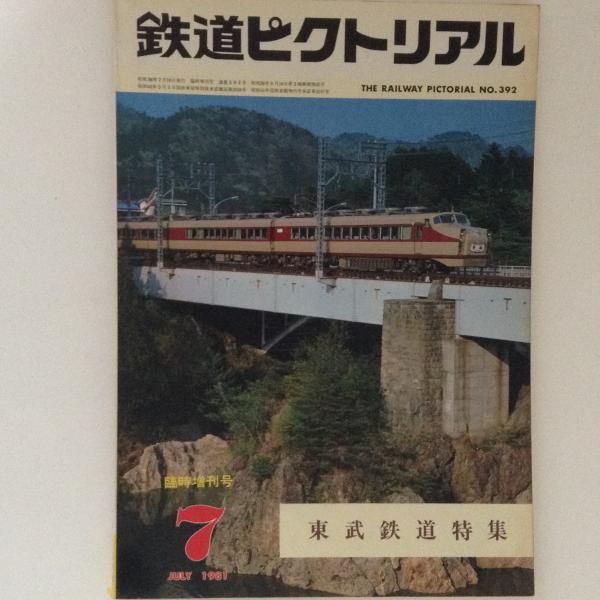 鉄道ピクトリアル
THE RAILWAY PICTORIAL NO.392
臨時増刊号
7
JULY 1981
東武鉄道特集